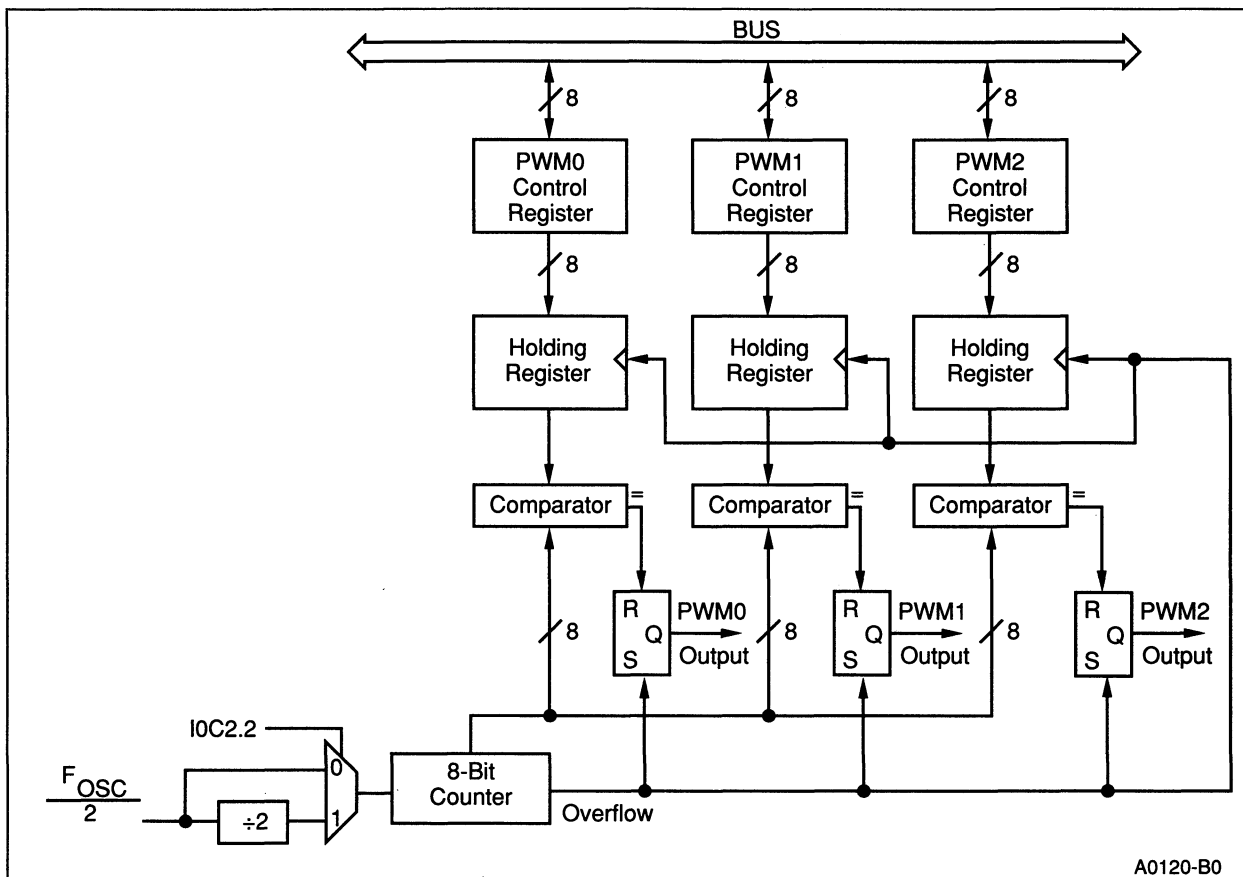 BUS
8 8 8
PWM0 Control Register
PWM1 Control Register
PWM2 Control Register
8 8 8
Holding Register
Holding Register
Holding Register
Comparator =
Comparator =
Comparator =
8
R
S
Q
PWM0
Output
8
R
S
Q
PWM1
Output
8
R
S
Q
PWM2
Output
I0C2.2
FOSC
2
÷2
0
1
8-Bit
Counter
Overflow
A0120-B0